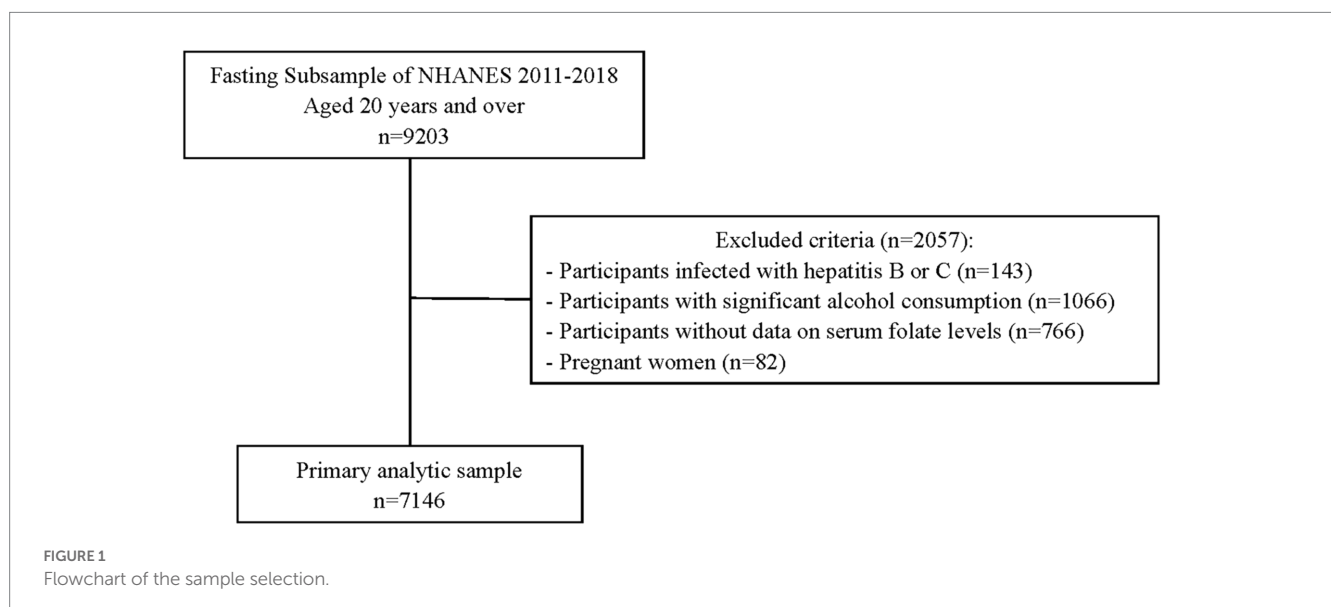 Fasting Subsample of NHANES 2011-2018
Aged 20 years and over
n=9203
Excluded criteria (n=2057):
- Participants infected with hepatitis B or C (n=143)
- Participants with significant alcohol consumption (n=1066)
- Participants without data on serum folate levels (n=766)
- Pregnant women (n=82)
Primary analytic sample
n=7146
FIGURE 1
Flowchart of the sample selection.